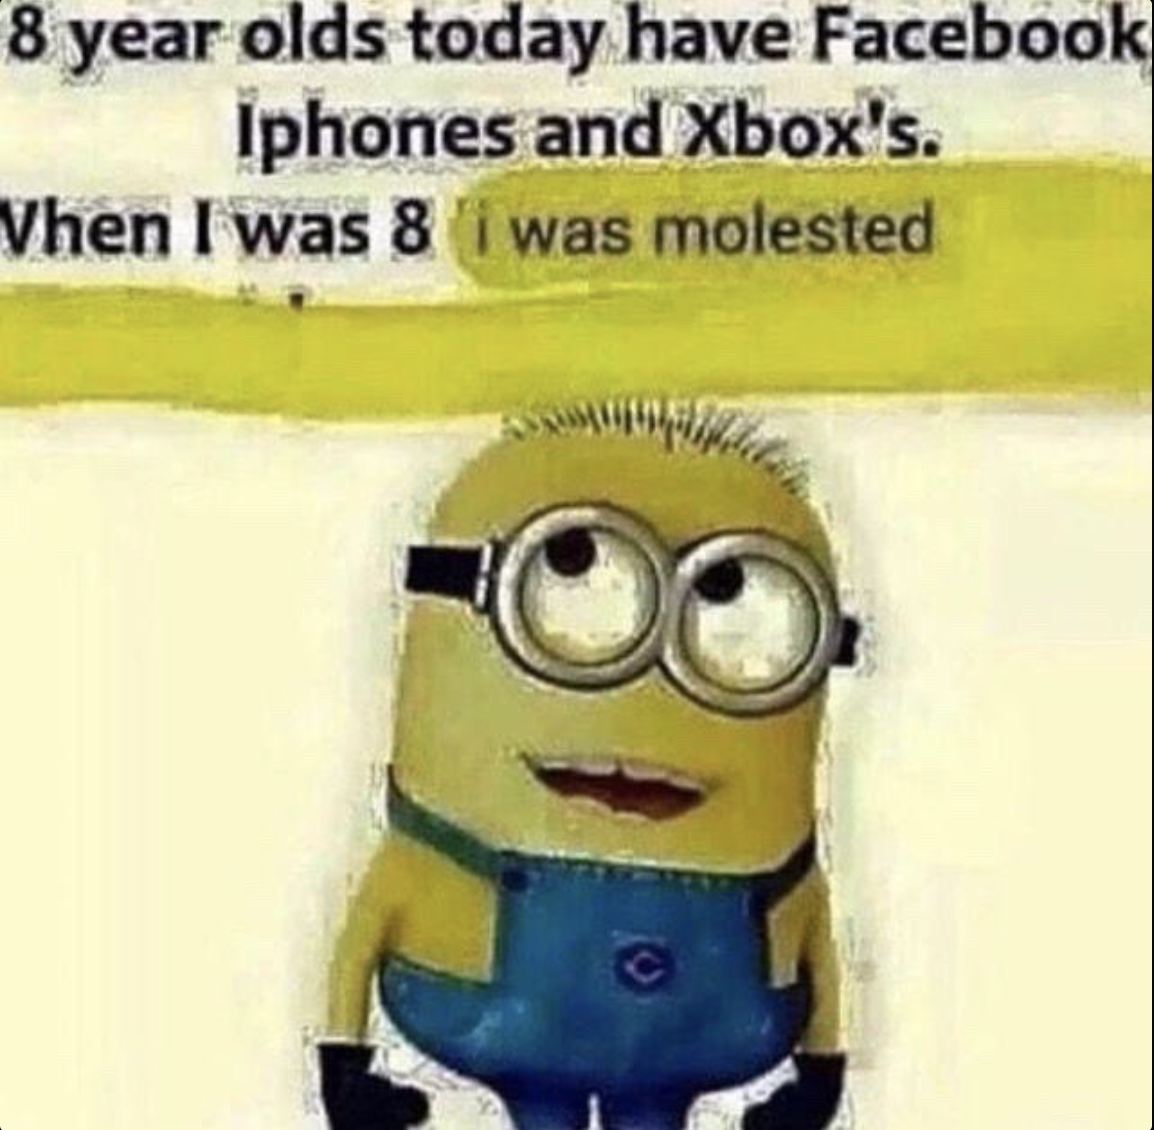 8 year olds today have Facebook
Iphones and Xbox's.
When I was 8 i was molested